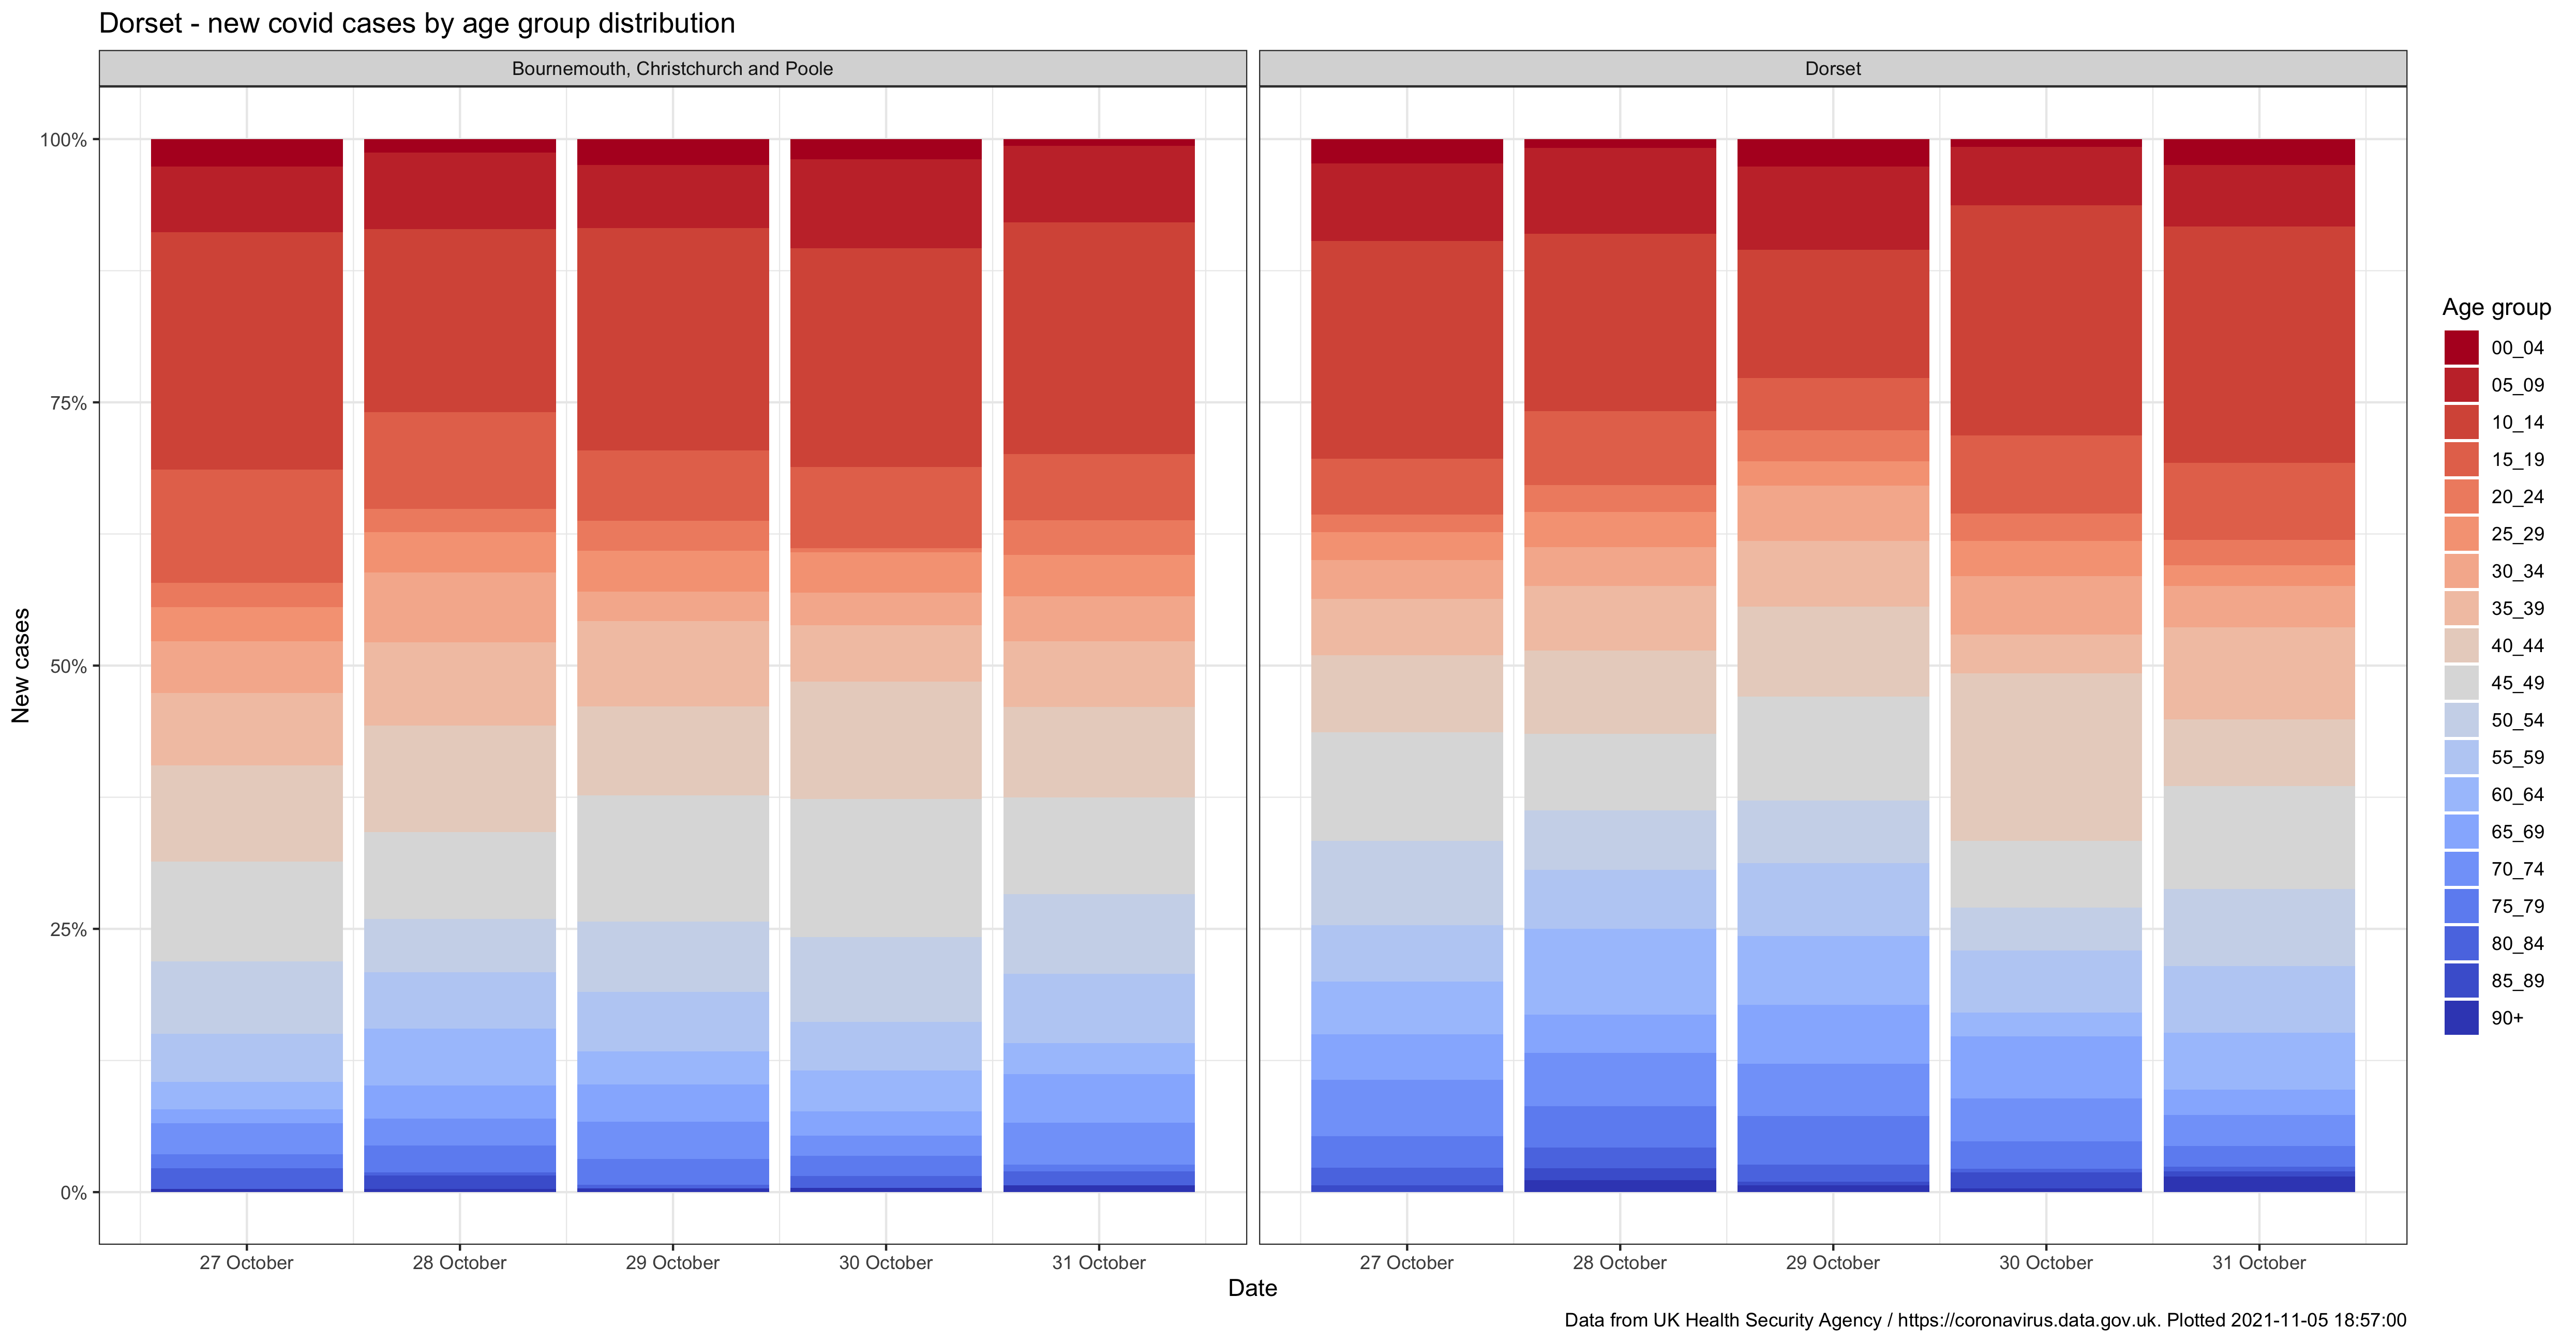 Dorset - new covid cases by age group distribution
Bournemouth, Christchurch and Poole
Dorset
New cases
100%
75%
50%
25%
0%
27 October
28 October
29 October
30 October
31 October
27 October
28 October
29 October
30 October
31 October
Date
Age group
00_04
05_09
10_14
15_19
20_24
25_29
30_34
35_39
40_44
45_49
50_54
55_59
60_64
65_69
70_74
75_79
80_84
85_89
90+
Data from UK Health Security Agency / https://coronavirus.data.gov.uk. Plotted 2021-11-05 18:57:00